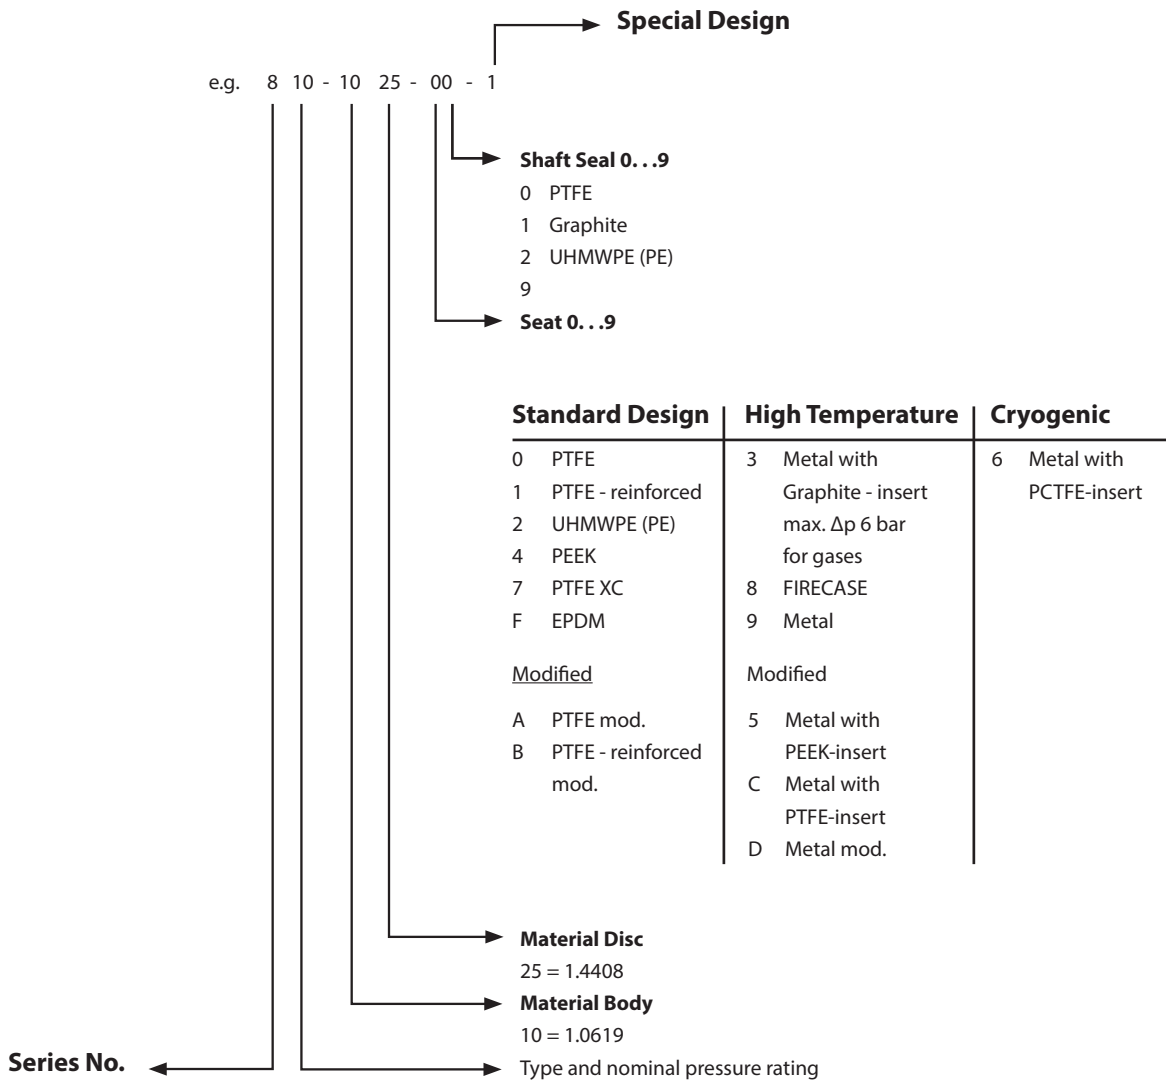 Special Design
e.g. 8 10 - 10 25 - 00 - 1
Shaft Seal 0. . .9
0 PTFE
1 Graphite
2 UHMWPE (PE)
9
Seat 0. . .9
Standard Design
0 PTFE
1 PTFE - reinforced
2 UHMWPE (PE)
4 PEEK
7 PTFE XC
F EPDM
Modified
A PTFE mod.
B PTFE - reinforced
mod.
High Temperature
3 Metal with
Graphite - insert
max. Δp 6 bar
for gases
8 FIRECASE
9 Metal
Modified
5 Metal with
PEEK-insert
C Metal with
PTFE-insert
D Metal mod.
Cryogenic
6 Metal with
PCTFE-insert
Material Disc
25 = 1.4408
Material Body
10 = 1.0619
Series No.
Type and nominal pressure rating